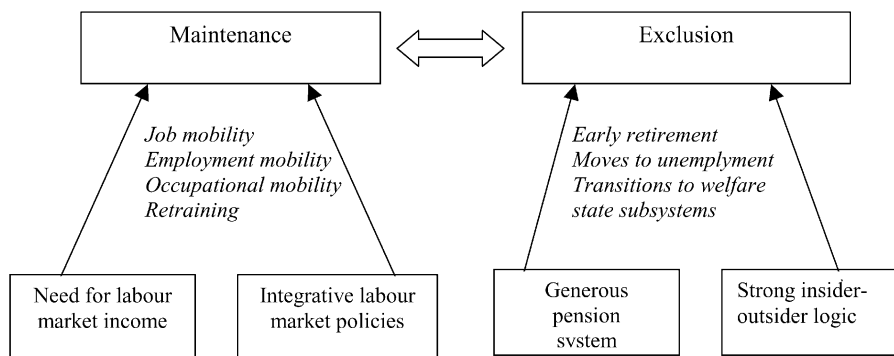 Maintenance
Exclusion
Job mobility
Employment mobility
Occupational mobility
Retraining
Early retirement
Moves to unemplyment
Transitions to welfare
state subsystems
Need for labour
market income
Integrative labour
market policies
Generous
pension
system
Strong insider-
outsider logic